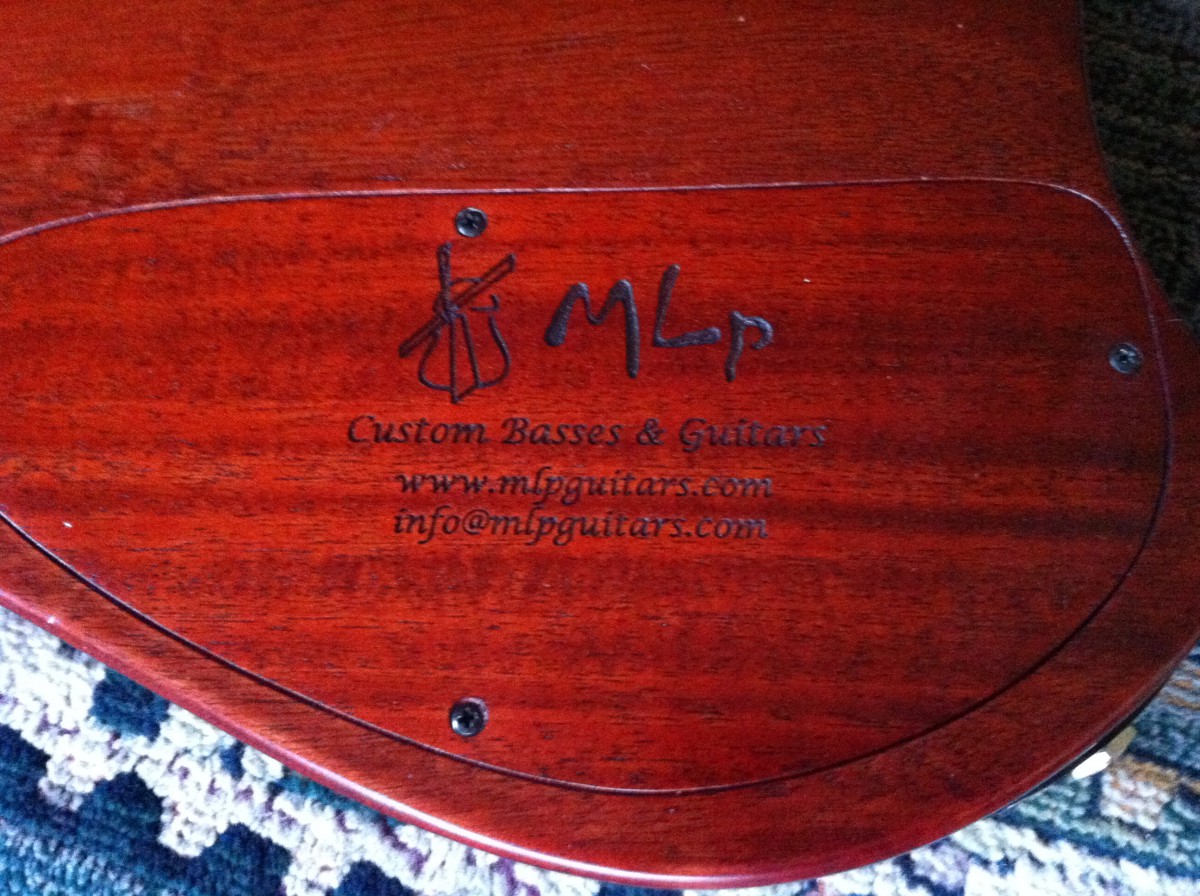 MLp
Custom Basses & Guitars
www.mlpguitars.com
info@mlpguitars.com